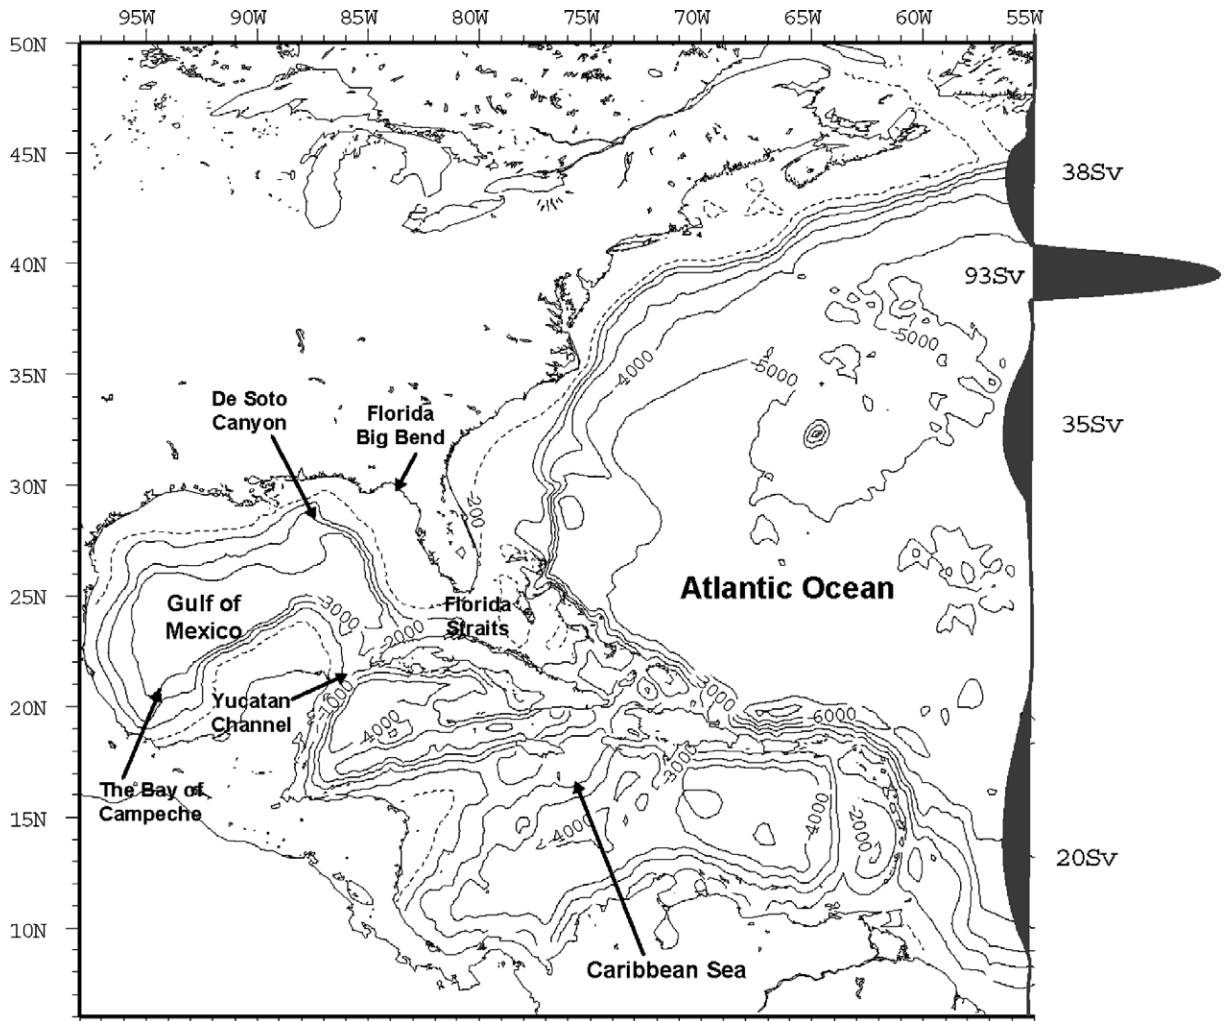 95W 90W 85W 80W 75W 70W 65W 60W 55W
50N
45N
38Sv
40N
93Sv
-5000
-4000
35N
-5000
De Soto
Canyon
Florida
Big Bend
35Sv
30N
-200
Atlantic Ocean
25N
Gulf of
Mexico
-3000
Florida
Straits
-2000
Yucatan
Channel
20N
-4000
6000
-3000
The Bay of
Campeche
15N
-4000
-4000
-2000
20Sv
10N
Caribbean Sea